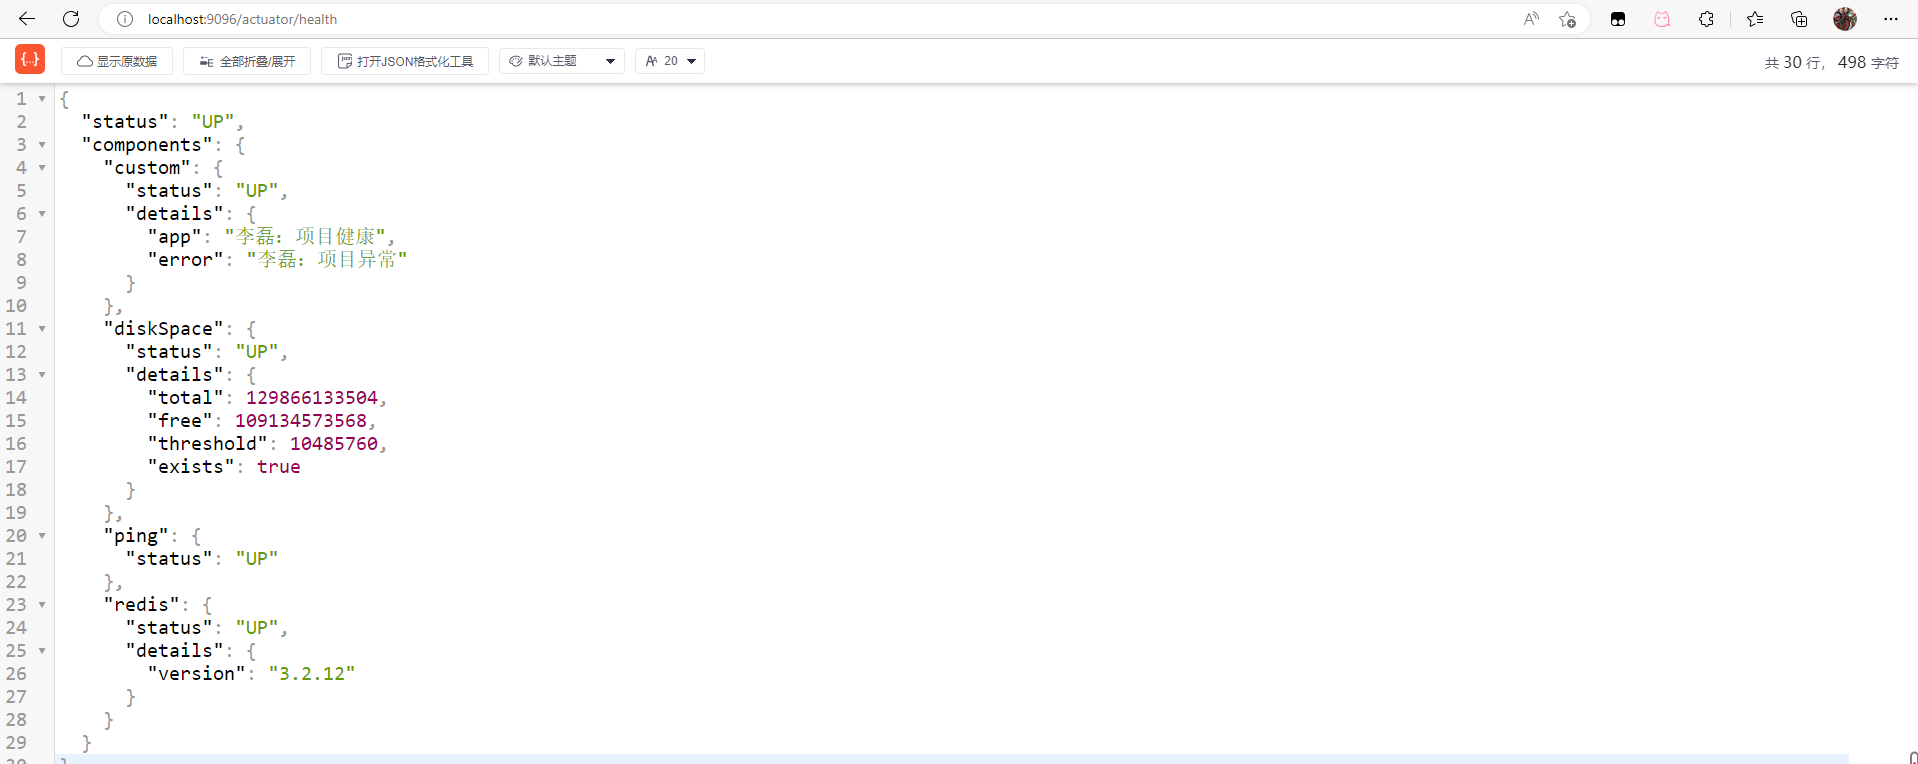 localhost:9096/actuator/health
{...} 显示原数据 全部折叠/展开 打开JSON格式化工具 默认主题 20 共 30 行， 498 字符
1 {
2 "status": "UP",
3 "components": {
4 "custom": {
5 "status": "UP",
6 "details": {
7 "app": "李磊：项目健康",
8 "error": "李磊：项目异常"
9 }
10 },
11 "diskSpace": {
12 "status": "UP",
13 "details": {
14 "total": 129866133504,
15 "free": 109134573568,
16 "threshold": 10485760,
17 "exists": true
18 }
19 },
20 "ping": {
21 "status": "UP"
22 },
23 "redis": {
24 "status": "UP",
25 "details": {
26 "version": "3.2.12"
27 }
28 }
29 }
30 }